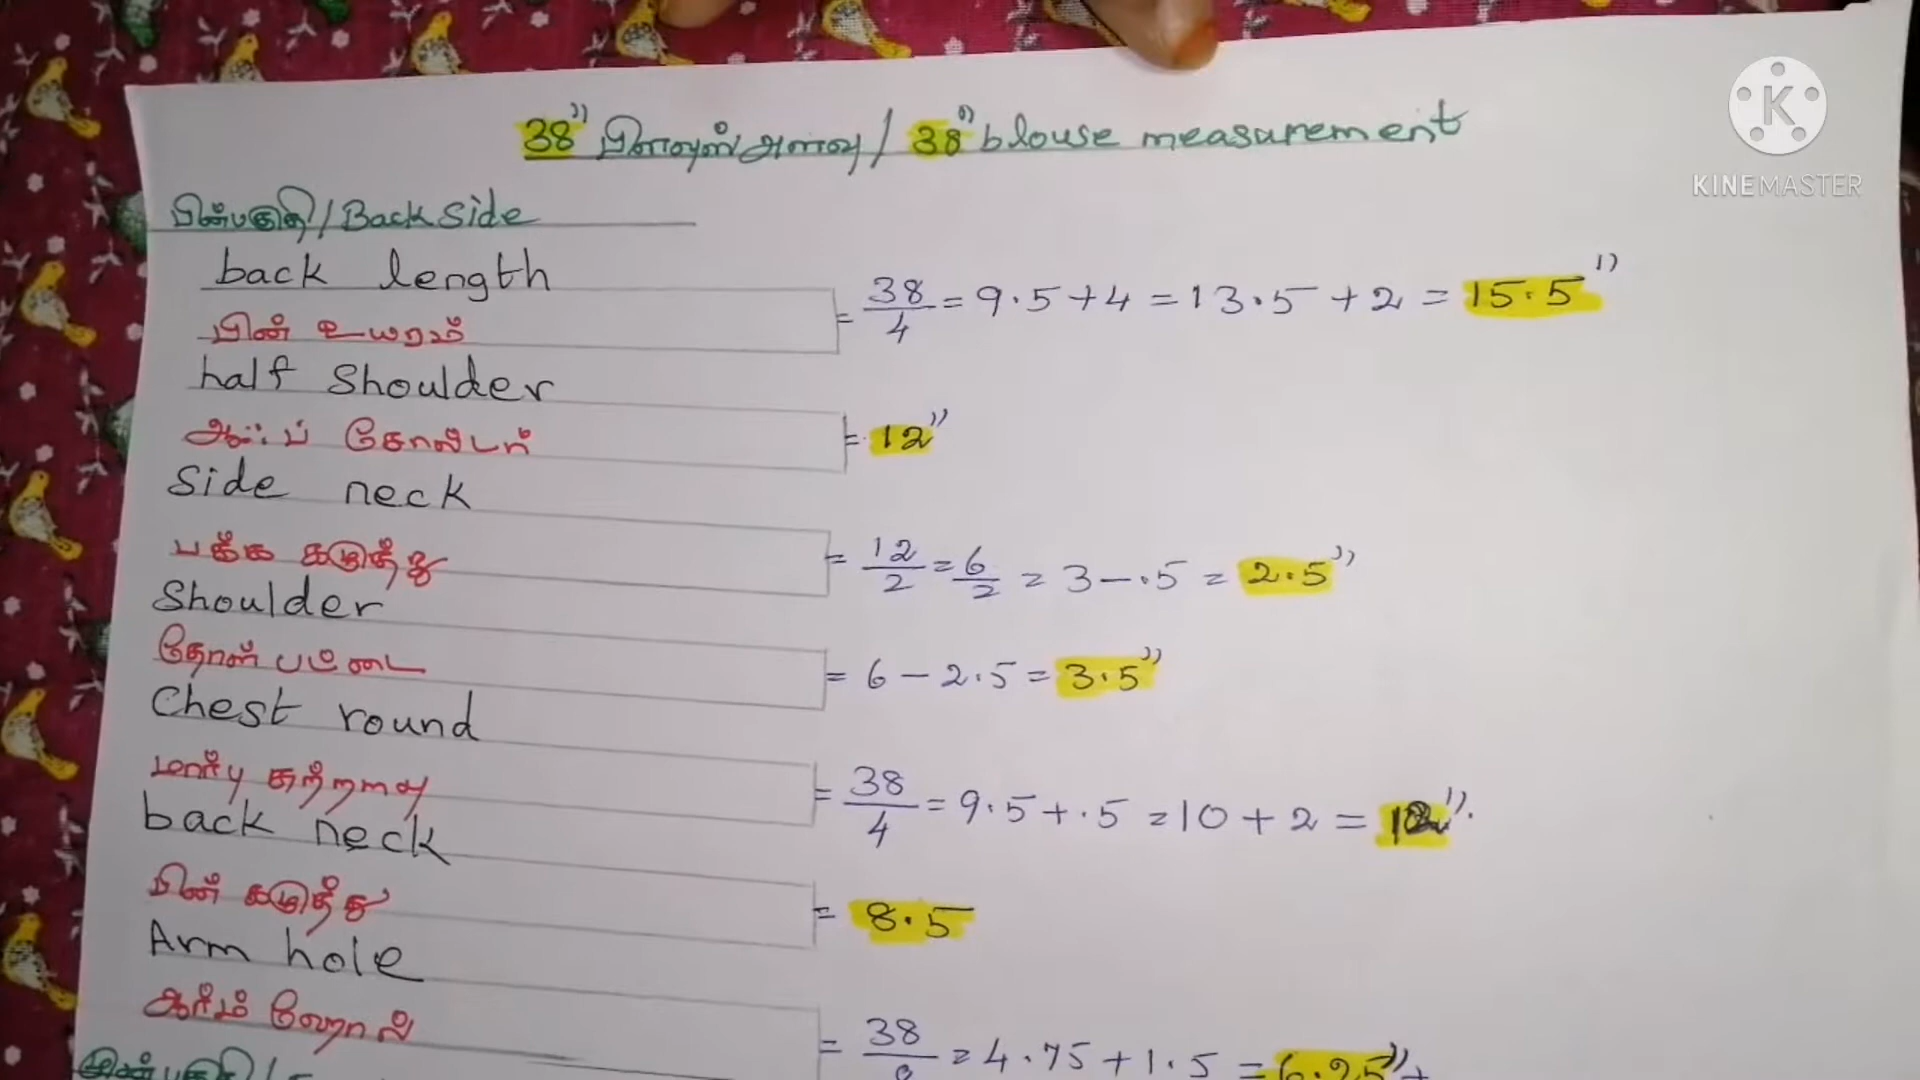 38" பிளவுஸ் அளவு / 38" blouse measurement
பின்பகுதி / Back Side
back length
பின் உயரம்
= 38/4 = 9.5 + 4 = 13.5 + 2 = 15.5"
half Shoulder
ஆஃப் சோல்டர்
= 12"
Side neck
பக்க கழுத்து
= 12/2 = 6/2 = 3 - .5 = 2.5"
Shoulder
தோள் பட்டை
= 6 - 2.5 = 3.5"
Chest round
மார்பு சுற்றளவு
= 38/4 = 9.5 + .5 = 10 + 2 = 12".
back neck
பின் கழுத்து
= 8.5
Arm hole
ஆர்ம் ஹோல்
= 38/8 = 4.75 + 1.5 = 6.25"+
KINEMASTER